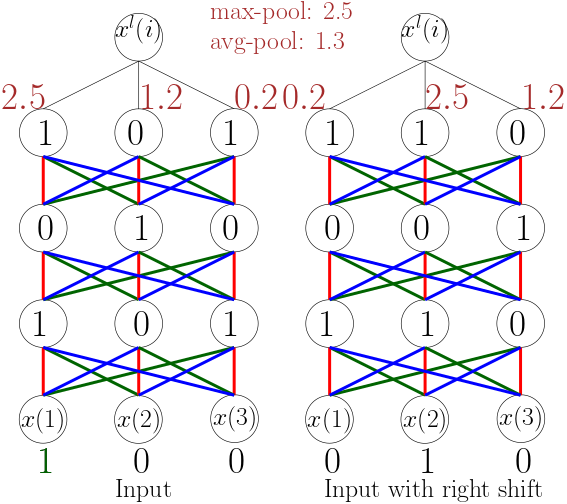 max-pool: 2.5
avg-pool: 1.3
x^l(i) x^l(i)
2.5 1.2 0.2 0.2 2.5 1.2
1 0 1 1 1 0
0 1 0 0 0 1
1 0 1 1 1 0
x(1) x(2) x(3) x(1) x(2) x(3)
1 0 0 0 1 0
Input Input with right shift